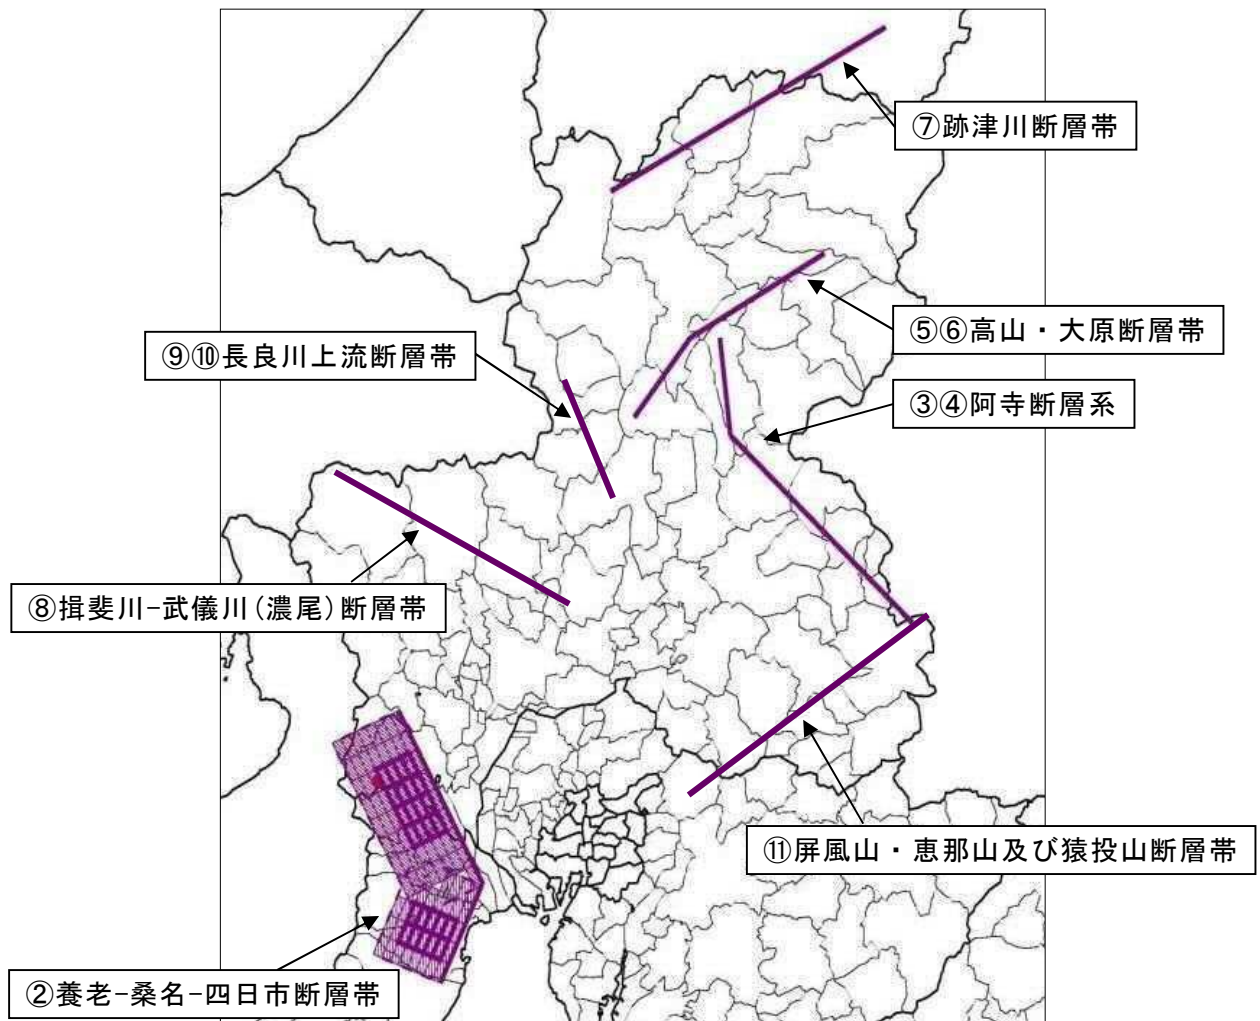 ⑦跡津川断層帯
⑤⑥高山・大原断層帯
⑨⑩長良川上流断層帯
③④阿寺断層系
⑧揖斐川-武儀川(濃尾)断層帯
⑪屏風山・恵那山及び猿投山断層帯
②養老-桑名-四日市断層帯